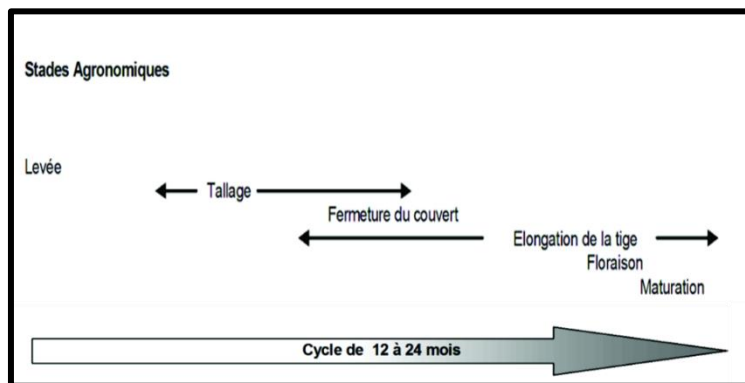 Stades Agronomiques
Levée
Tallage
Fermeture du couvert
Elongation de la tige
Floraison
Maturation
Cycle de 12 à 24 mois